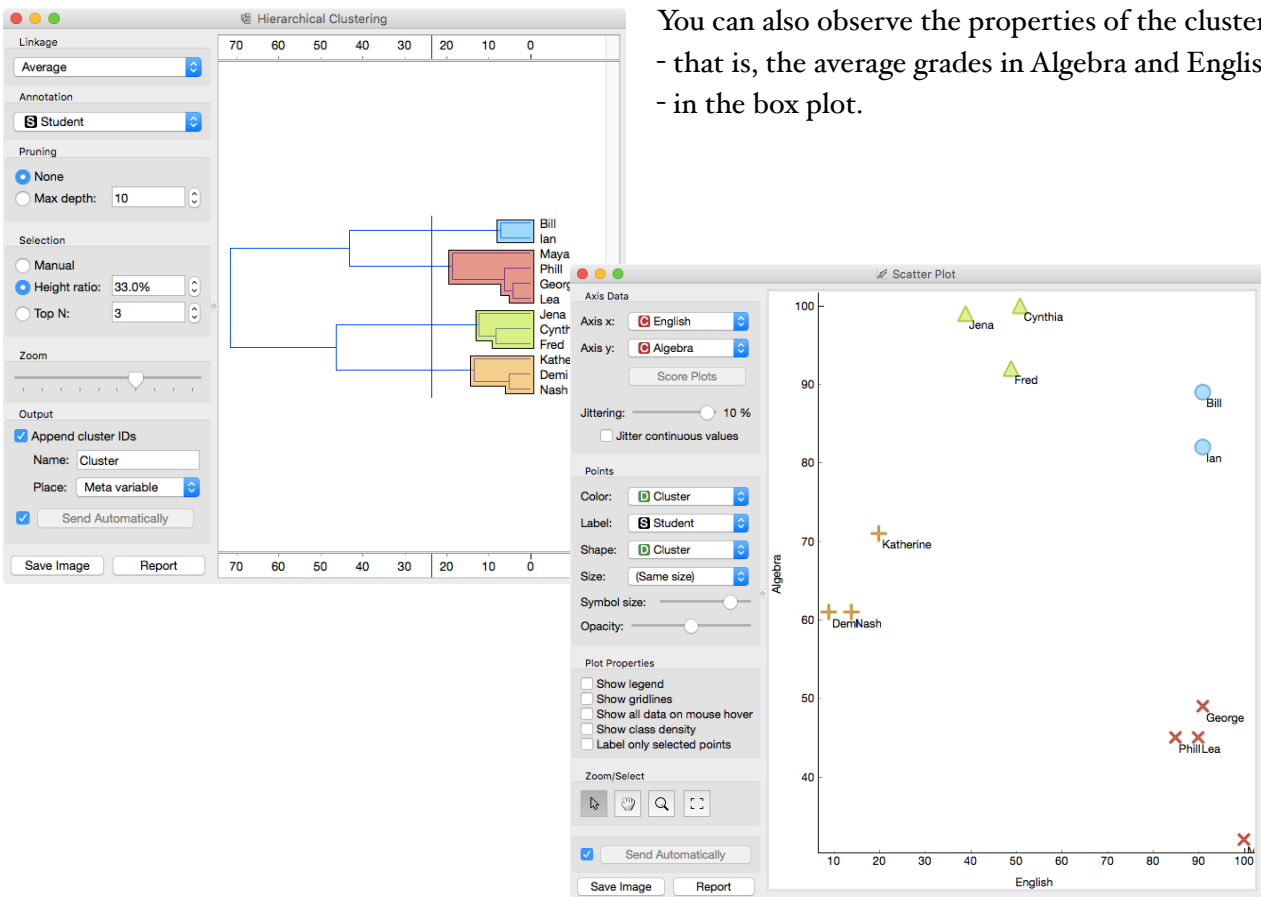 You can also observe the properties of the cluster
- that is, the average grades in Algebra and Englis
- in the box plot.
Hierarchical Clustering
Linkage
Average
Annotation
S Student
Pruning
None
Max depth: 10
Selection
Manual
Height ratio: 33.0%
Top N: 3
Zoom
Output
Append cluster IDs
Name: Cluster
Place: Meta variable
Send Automatically
Save Image Report
70 60 50 40 30 20 10 0
Bill
Ian
Maya
Phill
Georg
Lea
Jena
Cynth
Fred
Kathe
Demi
Nash
70 60 50 40 30 20 10 0
Scatter Plot
Axis Data
Axis x: C English
Axis y: C Algebra
Score Plots
Jittering: 10 %
Jitter continuous values
Points
Color: D Cluster
Label: S Student
Shape: D Cluster
Size: (Same size)
Symbol size:
Opacity:
Plot Properties
Show legend
Show gridlines
Show all data on mouse hover
Show class density
Label only selected points
Zoom/Select
Send Automatically
Save Image Report
100
90
80
70
60
50
40
Algebra
Jena
Cynthia
Fred
Bill
Ian
Katherine
Demi
Nash
George
Phill
Lea
10 20 30 40 50 60 70 80 90 100
English